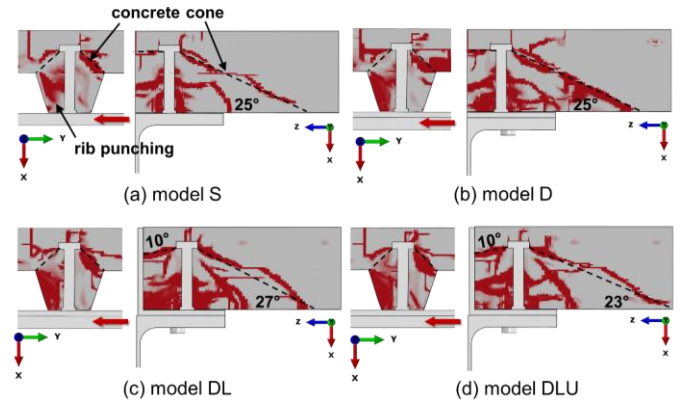 concrete cone
25°
Y
X
rib punching
Z
X
(a) model S
25°
Y
X
Z
X
(b) model D
10°
27°
Y
X
Z
X
(c) model DL
10°
23°
Y
X
Z
X
(d) model DLU